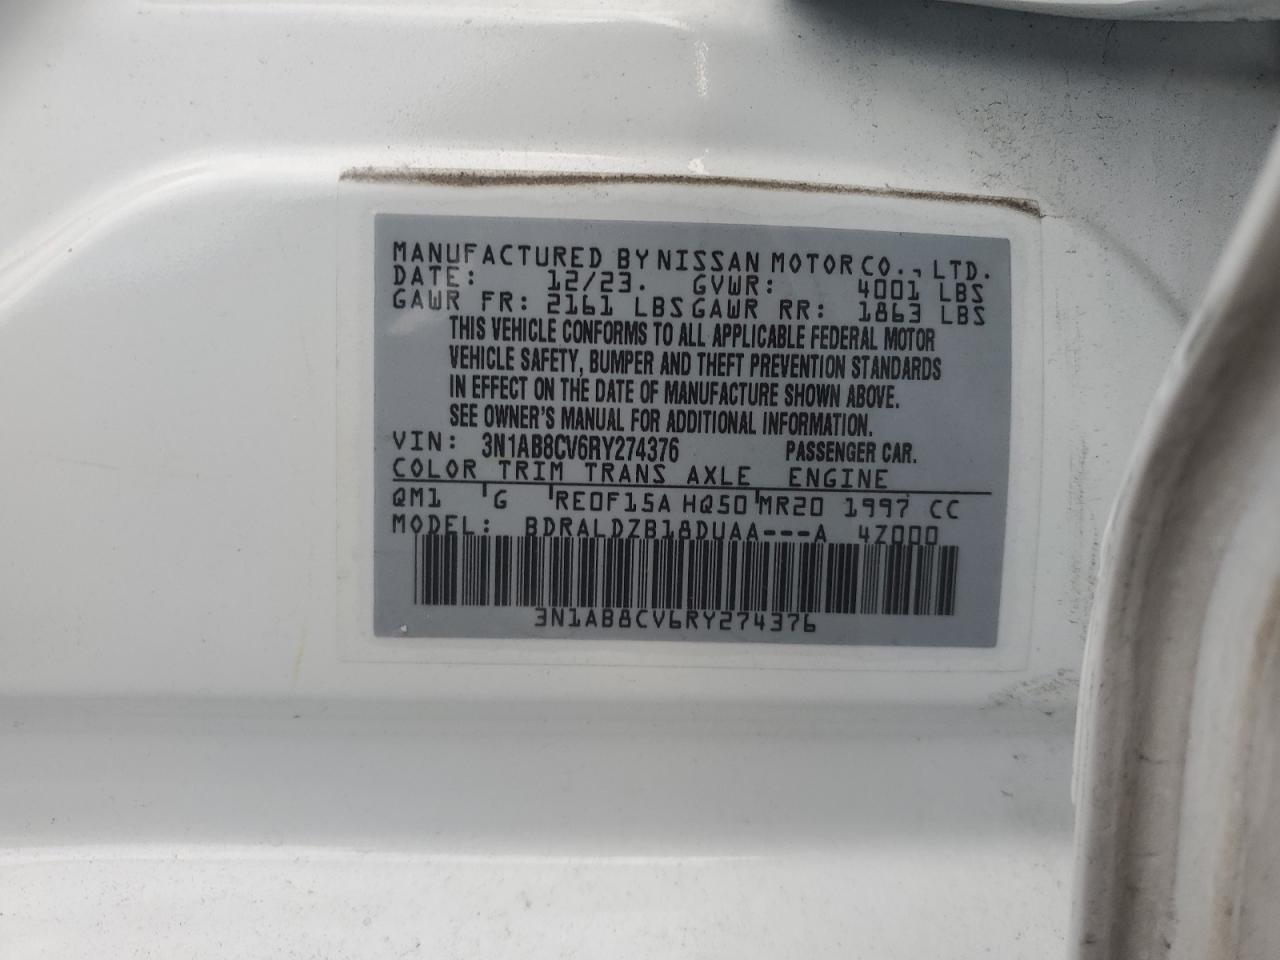 MANUFACTURED BY NISSAN MOTOR CO., LTD.
DATE: 12/23. GVWR: 4001 LBS
GAWR FR: 2161 LBS GAWR RR: 1863 LBS
THIS VEHICLE CONFORMS TO ALL APPLICABLE FEDERAL MOTOR
VEHICLE SAFETY, BUMPER AND THEFT PREVENTION STANDARDS
IN EFFECT ON THE DATE OF MANUFACTURE SHOWN ABOVE.
SEE OWNER'S MANUAL FOR ADDITIONAL INFORMATION.
VIN: 3N1AB8CV6RY274376 PASSENGER CAR.
COLOR TRIM TRANS AXLE ENGINE
QM1 G RE0F15A HQ50 MR20 1997 CC
MODEL: BDRALDZB18DUAA---A 4Z000
3N1AB8CV6RY274376